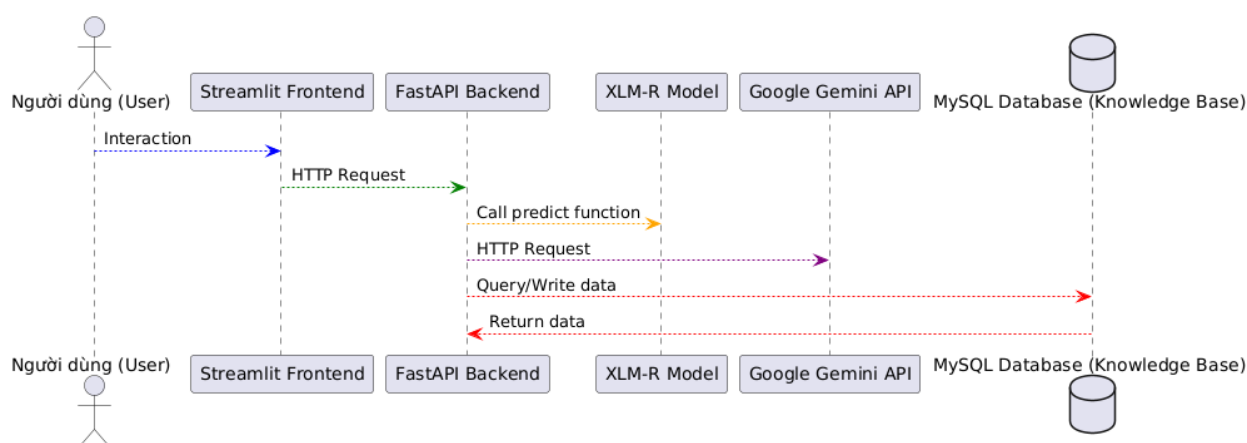 Người dùng (User)
Streamlit Frontend
FastAPI Backend
XLM-R Model
Google Gemini API
MySQL Database (Knowledge Base)
Interaction
HTTP Request
Call predict function
HTTP Request
Query/Write data
Return data
Người dùng (User)
Streamlit Frontend
FastAPI Backend
XLM-R Model
Google Gemini API
MySQL Database (Knowledge Base)